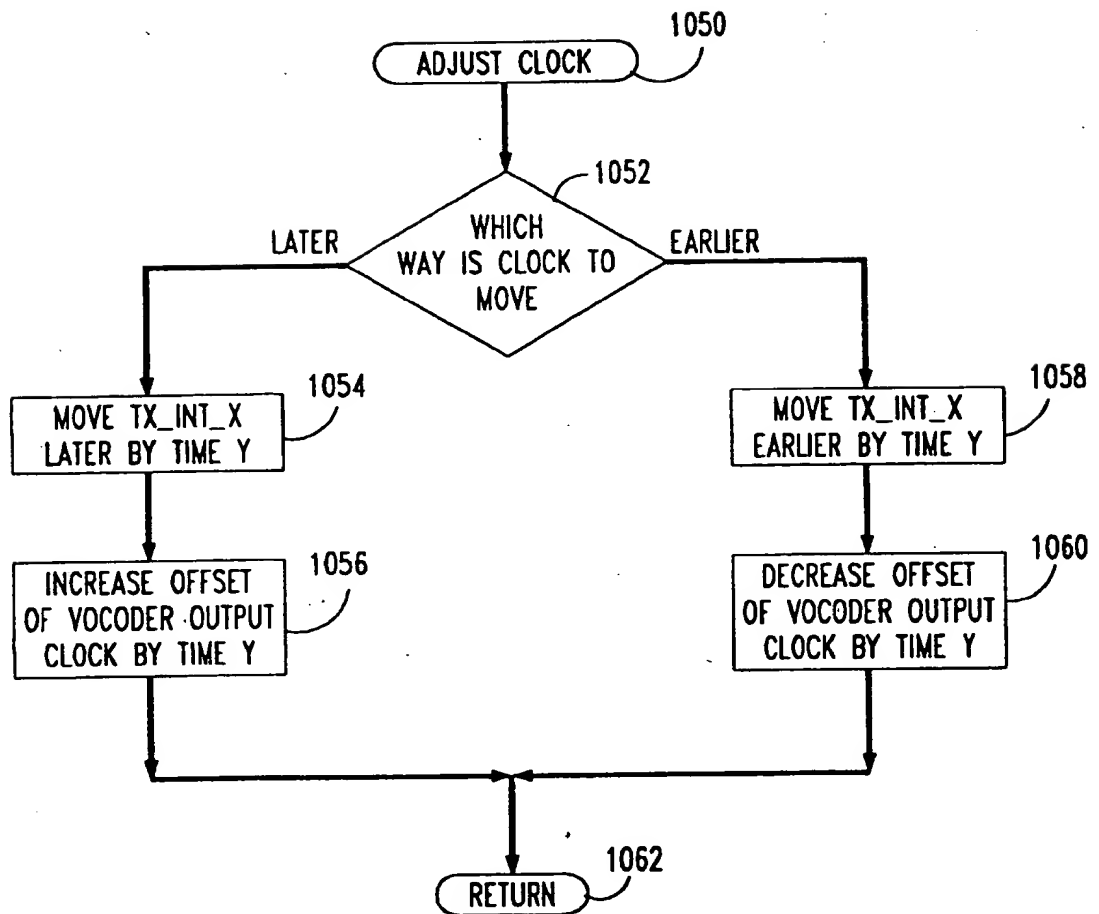 1050
ADJUST CLOCK
1052
WHICH
WAY IS CLOCK TO
MOVE
LATER
EARLIER
1054
MOVE TX_INT_X
LATER BY TIME Y
1058
MOVE TX_INT_X
EARLIER BY TIME Y
1056
INCREASE OFFSET
OF VOCODER OUTPUT
CLOCK BY TIME Y
1060
DECREASE OFFSET
OF VOCODER OUTPUT
CLOCK BY TIME Y
1062
RETURN